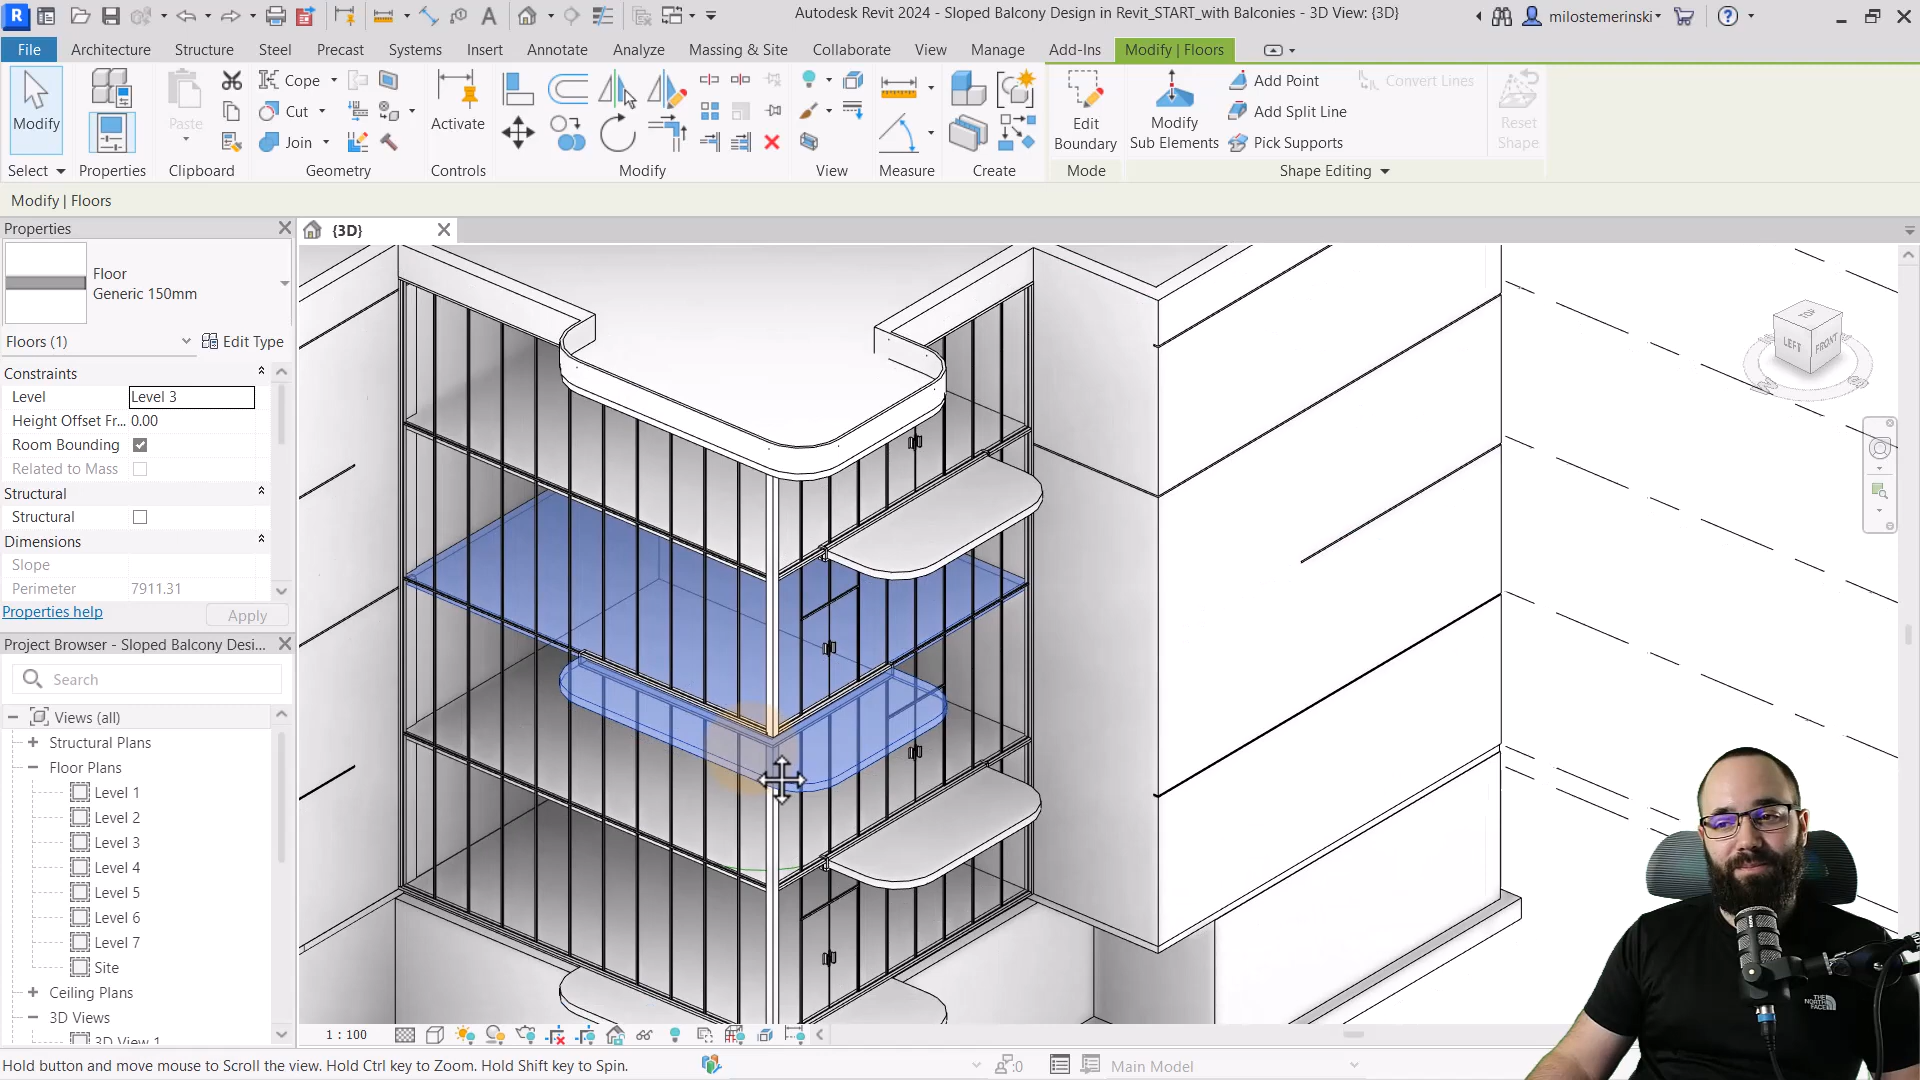 Autodesk Revit 2024 - Sloped Balcony Design in Revit_START_with Balconies - 3D View: {3D}
milostemerinski
File Architecture Structure Steel Precast Systems Insert Annotate Analyze Massing & Site Collaborate View Manage Add-Ins Modify | Floors
Modify
Properties
Paste
Cope
Cut
Join
Activate
Edit Boundary
Modify Sub Elements
Add Point
Add Split Line
Pick Supports
Convert Lines
Reset Shape
Select Properties Clipboard Geometry Controls Modify View Measure Create Mode Shape Editing
Modify | Floors
Properties
{3D}
Floor
Generic 150mm
Floors (1) Edit Type
Constraints
Level Level 3
Height Offset Fr... 0.00
Room Bounding
Related to Mass
Structural
Structural
Dimensions
Slope
Perimeter 7911.31
Properties help Apply
Project Browser - Sloped Balcony Desi...
Search
Views (all)
Structural Plans
Floor Plans
Level 1
Level 2
Level 3
Level 4
Level 5
Level 6
Level 7
Site
Ceiling Plans
3D Views
3D View 1
TOP
LEFT FRONT
THE NORTH FACE
1 : 100
Hold button and move mouse to Scroll the view. Hold Ctrl key to Zoom. Hold Shift key to Spin.
:0
Main Model